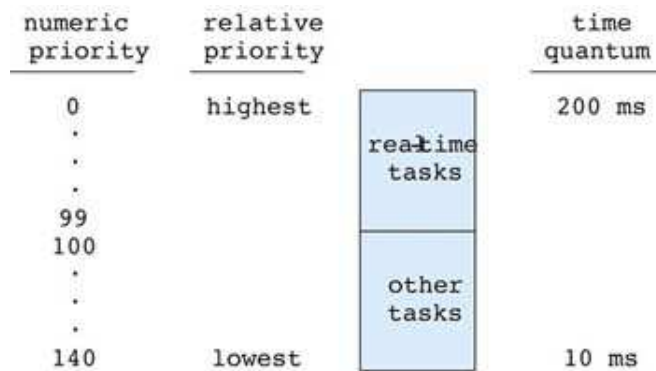 numeric priority
relative priority
time quantum
0
highest
200 ms
.
.
.
real-time
tasks
99
100
.
.
.
other
tasks
140
lowest
10 ms